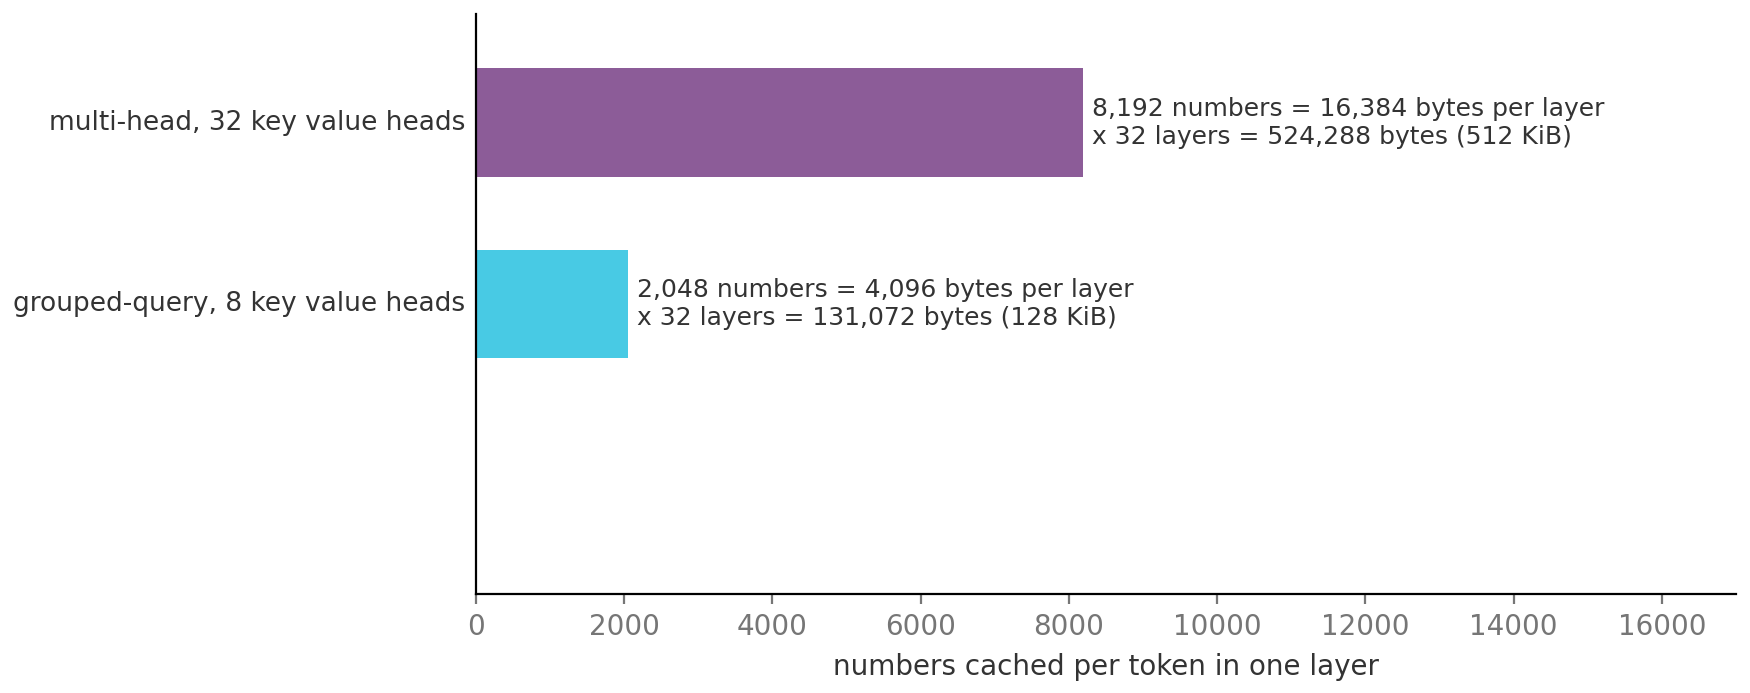 multi-head, 32 key value heads
8,192 numbers = 16,384 bytes per layer
x 32 layers = 524,288 bytes (512 KiB)
grouped-query, 8 key value heads
2,048 numbers = 4,096 bytes per layer
x 32 layers = 131,072 bytes (128 KiB)
0 2000 4000 6000 8000 10000 12000 14000 16000
numbers cached per token in one layer